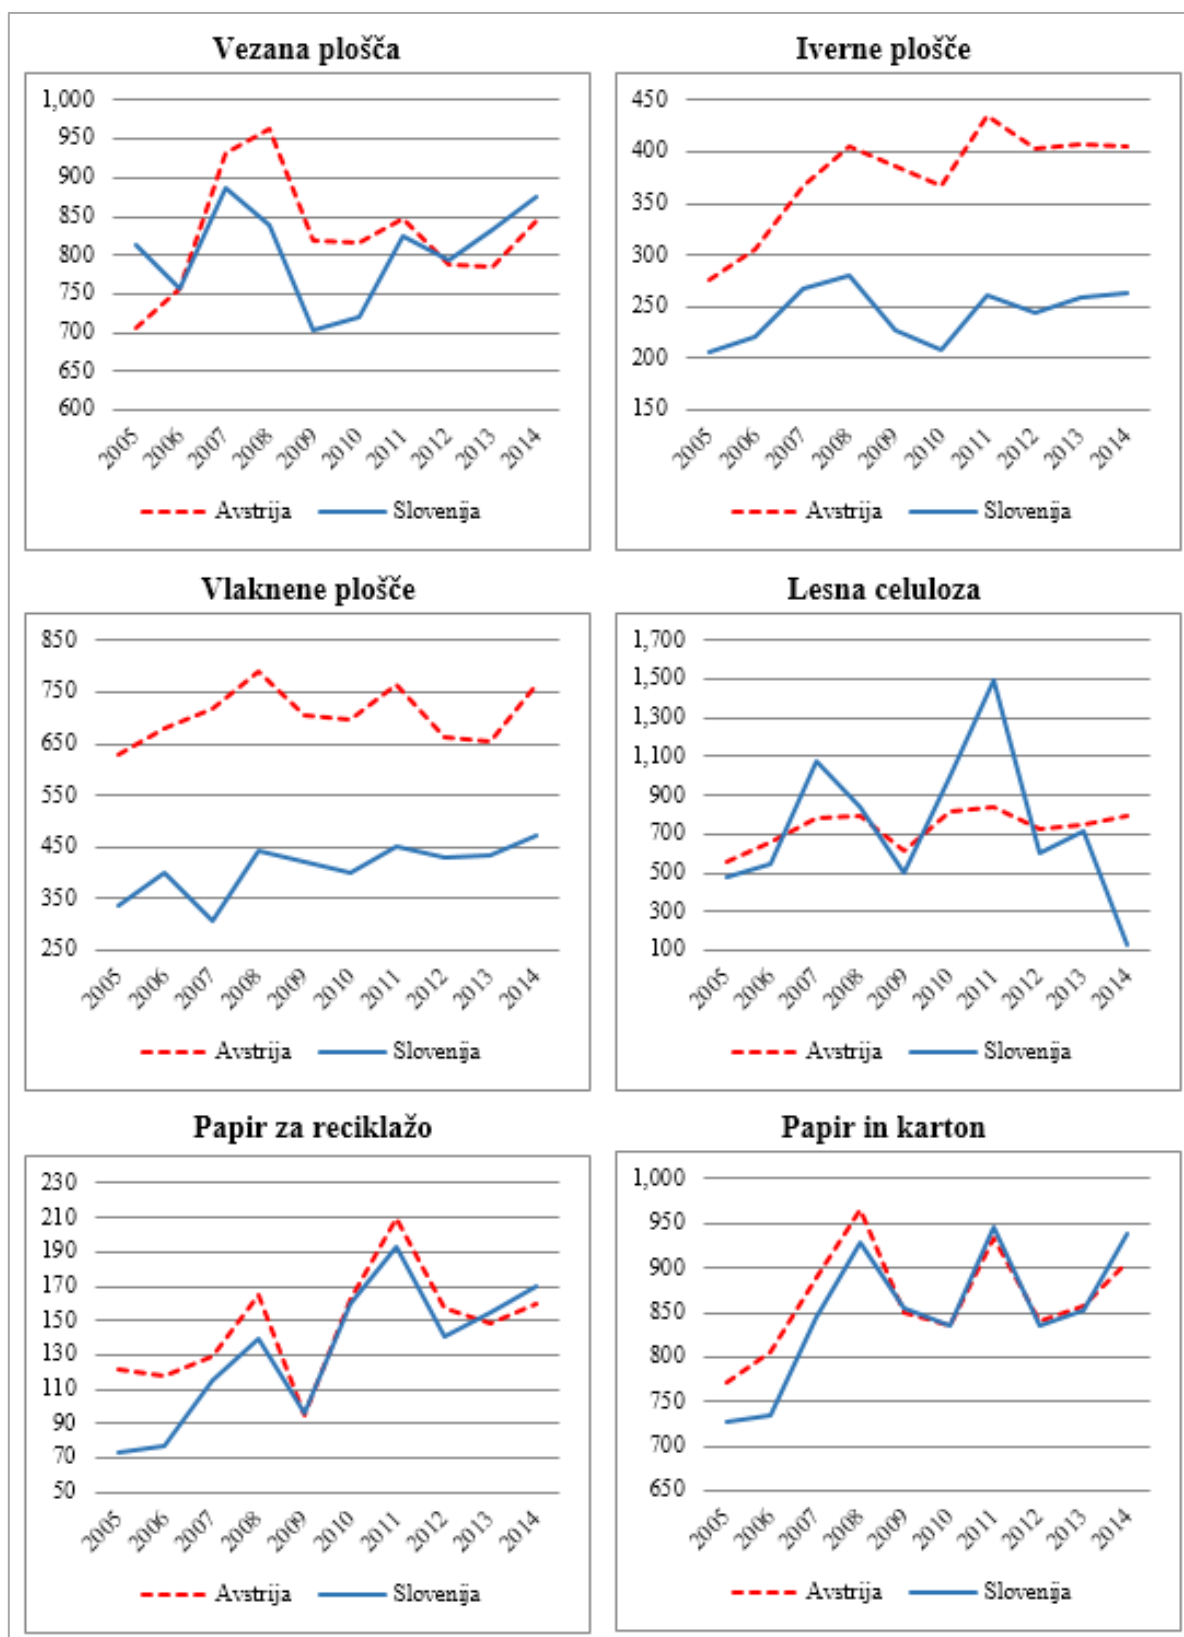 Vezana plošča
1,000
950
900
850
800
750
700
650
600
2005 2006 2007 2008 2009 2010 2011 2012 2013 2014
Avstrija Slovenija
Iverne plošče
450
400
350
300
250
200
150
2005 2006 2007 2008 2009 2010 2011 2012 2013 2014
Avstrija Slovenija
Vlaknene plošče
850
750
650
550
450
350
250
2005 2006 2007 2008 2009 2010 2011 2012 2013 2014
Avstrija Slovenija
Lesna celuloza
1,700
1,500
1,300
1,100
900
700
500
300
100
2005 2006 2007 2008 2009 2010 2011 2012 2013 2014
Avstrija Slovenija
Papir za reciklažo
230
210
190
170
150
130
110
90
70
50
2005 2006 2007 2008 2009 2010 2011 2012 2013 2014
Avstrija Slovenija
Papir in karton
1,000
950
900
850
800
750
700
650
2005 2006 2007 2008 2009 2010 2011 2012 2013 2014
Avstrija Slovenija